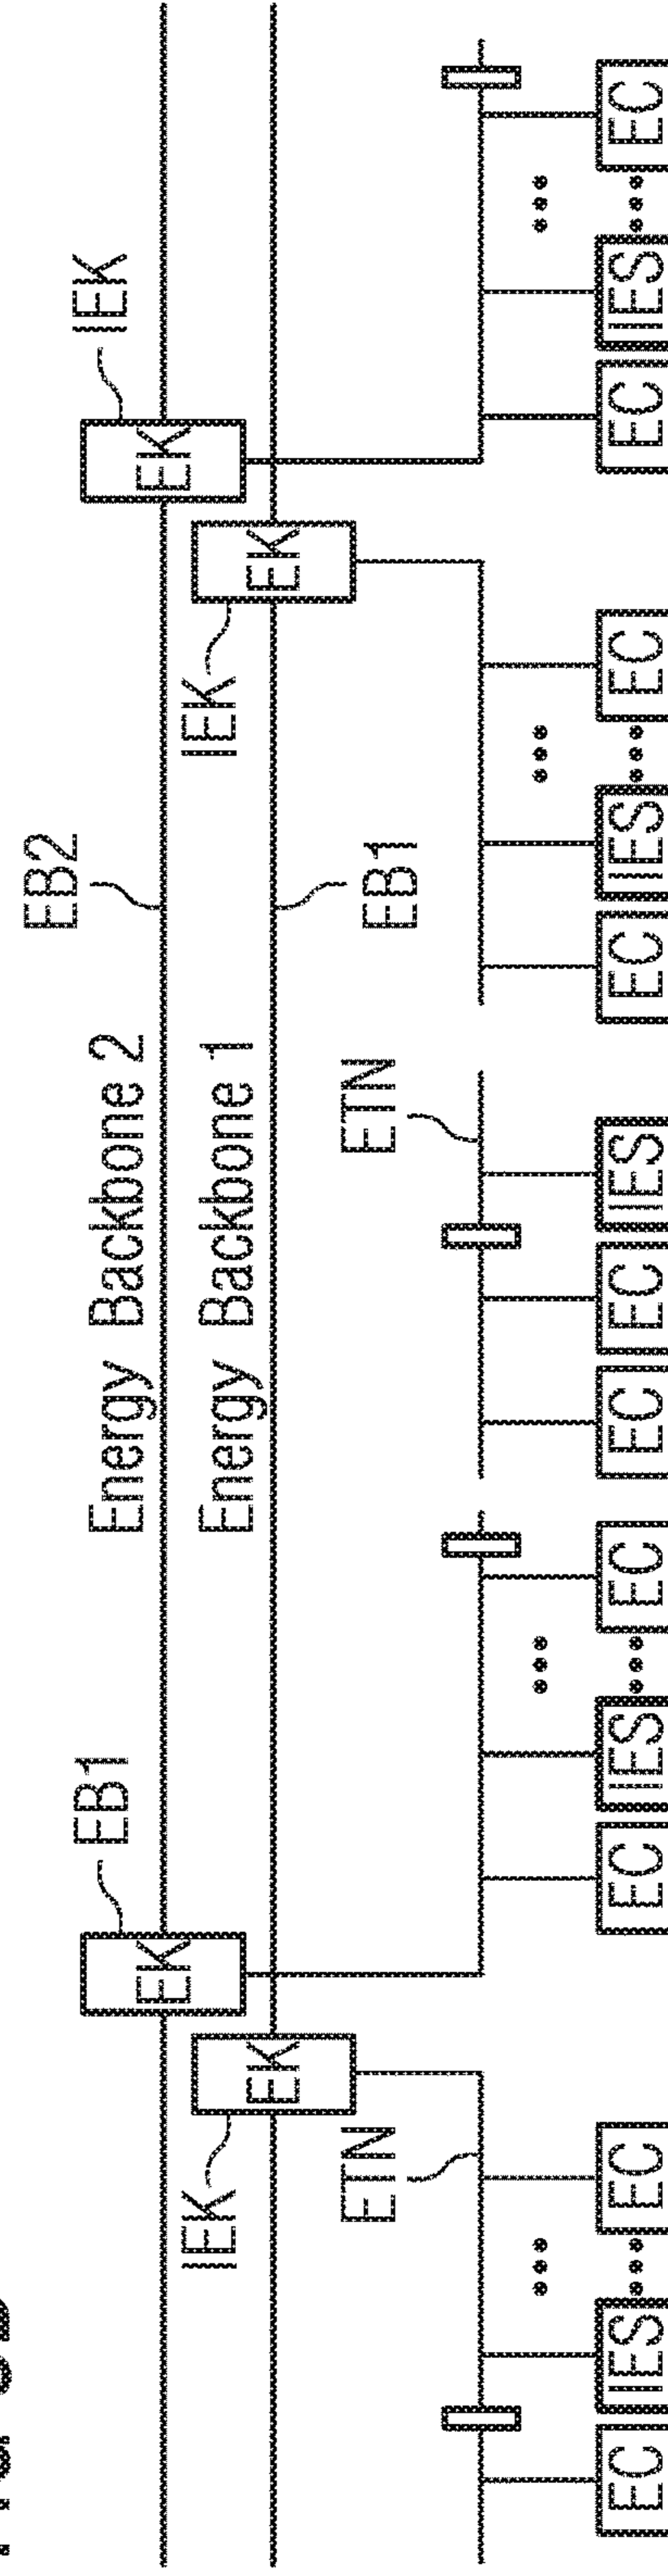 EB2
EB1
Energy Backbone 2
IEK
EK
EK
IEK
Energy Backbone 1
IEK
EK
EK
ETN
ETN
EB1
••• ••• ••• •••
EC IES ••• EC EC IES ••• EC EC EC IES EC IES ••• EC EC IES ••• EC